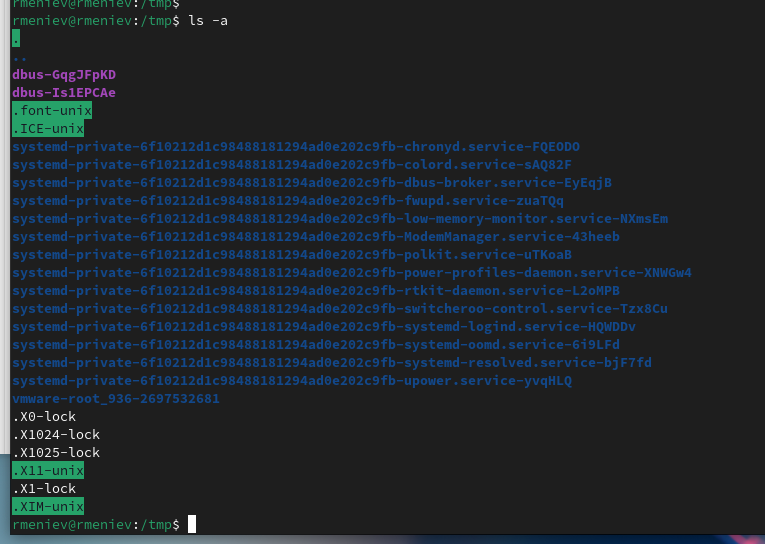 rmeniev@rmeniev:/tmp$
rmeniev@rmeniev:/tmp$ ls -a
.
..
dbus-GqgJFpKD
dbus-Is1EPCAe
.font-unix
.ICE-unix
systemd-private-6f10212d1c98488181294ad0e202c9fb-chronyd.service-FQEODO
systemd-private-6f10212d1c98488181294ad0e202c9fb-colord.service-sAQ82F
systemd-private-6f10212d1c98488181294ad0e202c9fb-dbus-broker.service-EyEqjB
systemd-private-6f10212d1c98488181294ad0e202c9fb-fwupd.service-zuaTQq
systemd-private-6f10212d1c98488181294ad0e202c9fb-low-memory-monitor.service-NXmsEm
systemd-private-6f10212d1c98488181294ad0e202c9fb-ModemManager.service-43heeb
systemd-private-6f10212d1c98488181294ad0e202c9fb-polkit.service-uTKoaB
systemd-private-6f10212d1c98488181294ad0e202c9fb-power-profiles-daemon.service-XNWGw4
systemd-private-6f10212d1c98488181294ad0e202c9fb-rtkit-daemon.service-L2oMPB
systemd-private-6f10212d1c98488181294ad0e202c9fb-switcheroo-control.service-Tzx8Cu
systemd-private-6f10212d1c98488181294ad0e202c9fb-systemd-logind.service-HQWDDv
systemd-private-6f10212d1c98488181294ad0e202c9fb-systemd-oomd.service-6i9LFd
systemd-private-6f10212d1c98488181294ad0e202c9fb-systemd-resolved.service-bjF7fd
systemd-private-6f10212d1c98488181294ad0e202c9fb-upower.service-yvqHLQ
vmware-root_936-2697532681
.X0-lock
.X1024-lock
.X1025-lock
.X11-unix
.X1-lock
.XIM-unix
rmeniev@rmeniev:/tmp$